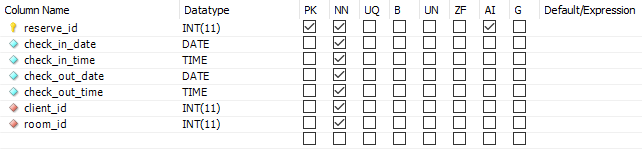 Column Name Datatype PK NN UQ B UN ZF AI G Default/Expression
reserve_id INT(11)
check_in_date DATE
check_in_time TIME
check_out_date DATE
check_out_time TIME
client_id INT(11)
room_id INT(11)